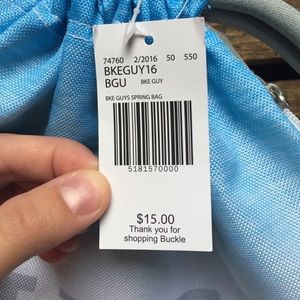 74760 2/2016 50 550
BKEGUY16
BGU BKE GUY
BKE GUYS SPRING BAG
5181570000
$15.00
Thank you for
shopping Buckle